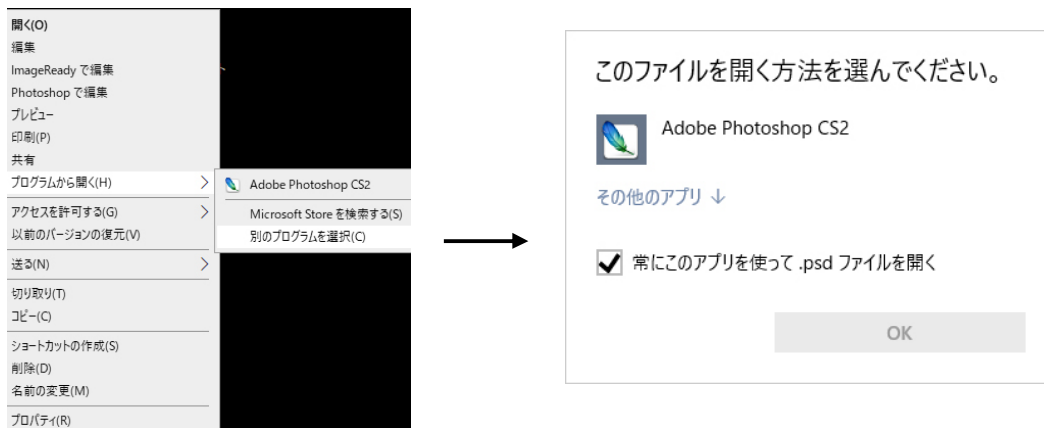 開く(O)
編集
ImageReady で編集
Photoshop で編集
プレビュー
印刷(P)
共有
プログラムから開く(H)
アクセスを許可する(G)
以前のバージョンの復元(V)
送る(N)
切り取り(T)
コピー(C)
ショートカットの作成(S)
削除(D)
名前の変更(M)
プロパティ(R)
Adobe Photoshop CS2
Microsoft Store を検索する(S)
別のプログラムを選択(C)
このファイルを開く方法を選んでください。
Adobe Photoshop CS2
その他のアプリ ↓
常にこのアプリを使って .psd ファイルを開く
OK